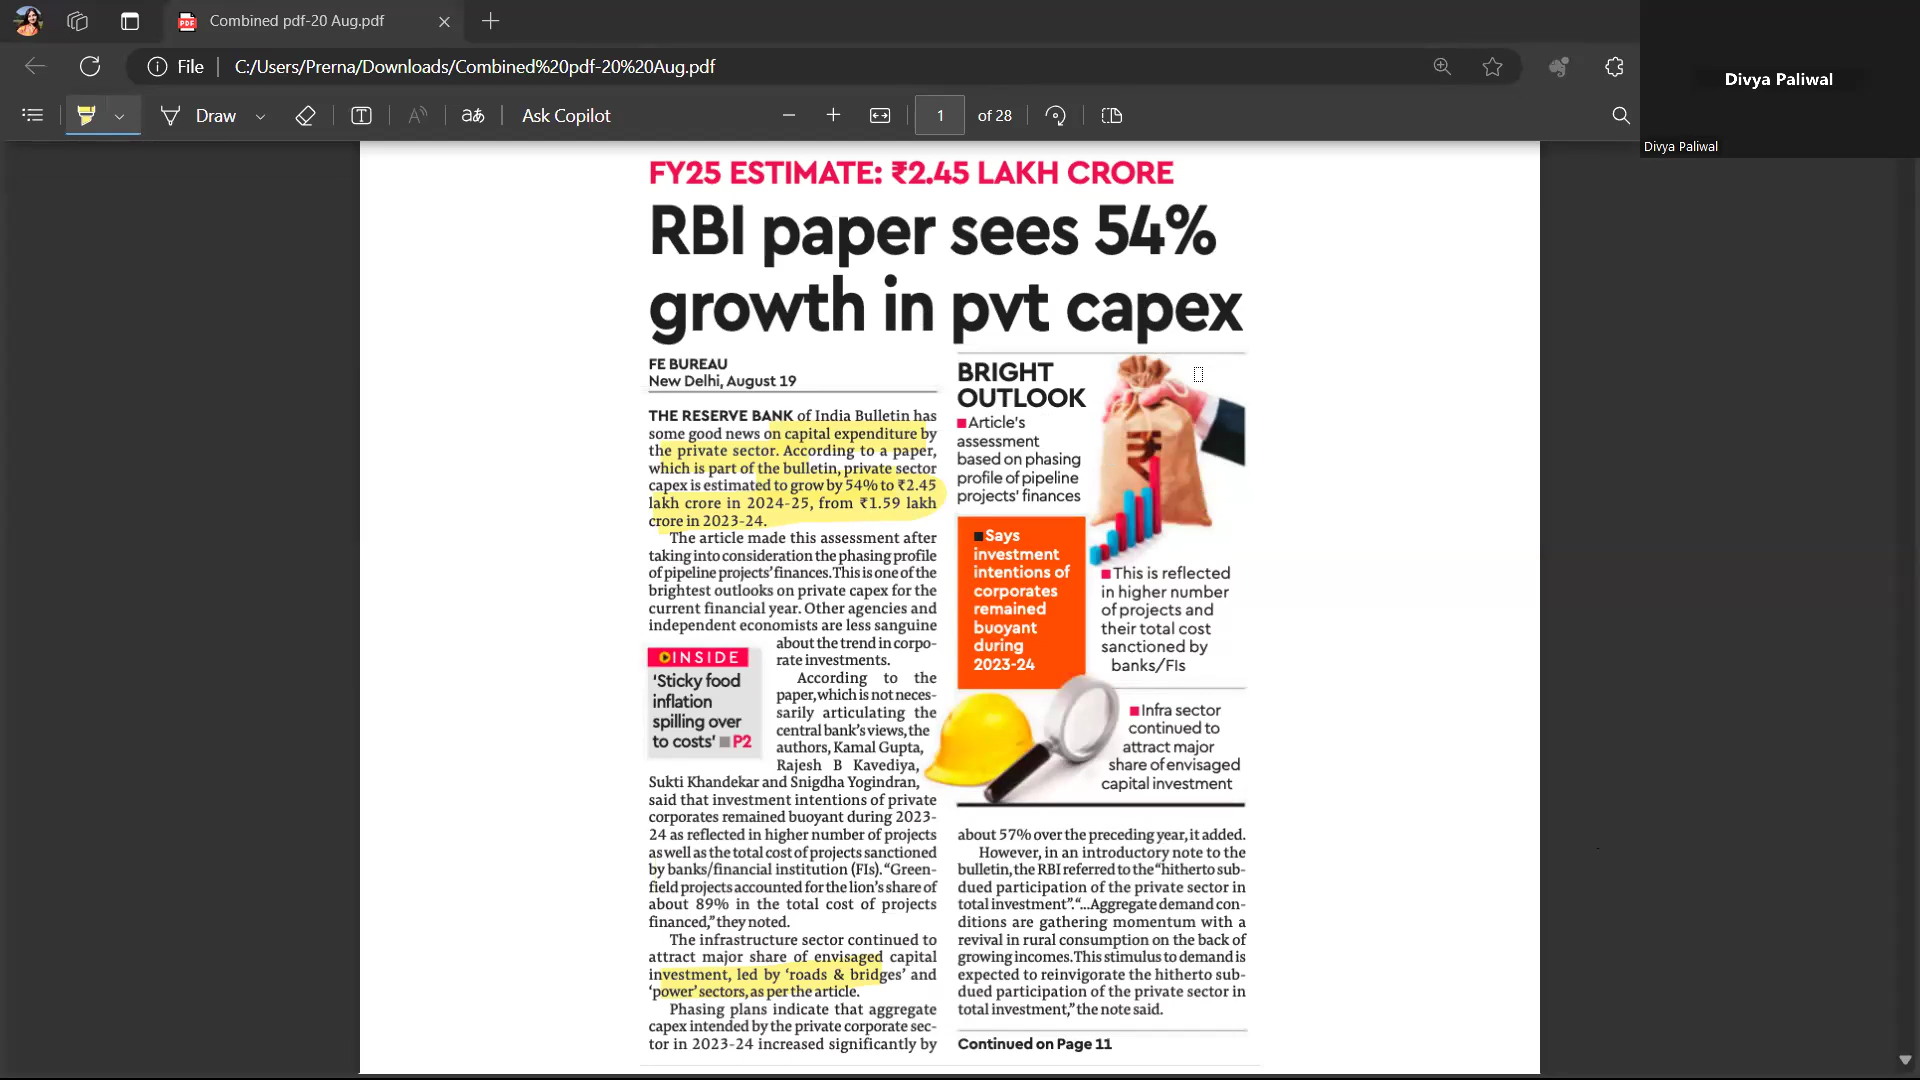 Combined pdf-20 Aug.pdf
File
C:/Users/Prerna/Downloads/Combined%20pdf-20%20Aug.pdf
Draw
aあ
Ask Copilot
1
of 28
Divya Paliwal
Divya Paliwal
FY25 ESTIMATE: ₹2.45 LAKH CRORE
RBI paper sees 54%
growth in pvt capex
FE BUREAU
New Delhi, August 19
THE RESERVE BANK of India Bulletin has
some good news on capital expenditure by
the private sector. According to a paper,
which is part of the bulletin, private sector
capex is estimated to grow by 54% to ₹2.45
lakh crore in 2024-25, from ₹1.59 lakh
crore in 2023-24.
The article made this assessment after
taking into consideration the phasing profile
of pipeline projects' finances. This is one of the
brightest outlooks on private capex for the
current financial year. Other agencies and
independent economists are less sanguine
about the trend in corpo-
rate investments.
According to the
paper, which is not neces-
sarily articulating the
central bank's views, the
authors, Kamal Gupta,
Rajesh B Kavediya,
Sukti Khandekar and Snigdha Yogindran,
said that investment intentions of private
corporates remained buoyant during 2023-
24 as reflected in higher number of projects
as well as the total cost of projects sanctioned
by banks/financial institution (FIs). "Green-
field projects accounted for the lion's share of
about 89% in the total cost of projects
financed," they noted.
The infrastructure sector continued to
attract major share of envisaged capital
investment, led by 'roads & bridges' and
'power' sectors, as per the article.
Phasing plans indicate that aggregate
capex intended by the private corporate sec-
tor in 2023-24 increased significantly by
INSIDE
'Sticky food
inflation
spilling over
to costs' P2
BRIGHT
OUTLOOK
Article's
assessment
based on phasing
profile of pipeline
projects' finances
Says
investment
intentions of
corporates
remained
buoyant
during
2023-24
This is reflected
in higher number
of projects and
their total cost
sanctioned by
banks/FIs
Infra sector
continued to
attract major
share of envisaged
capital investment
₹
about 57% over the preceding year, it added.
However, in an introductory note to the
bulletin, the RBI referred to the "hitherto sub-
dued participation of the private sector in
total investment". "...Aggregate demand con-
ditions are gathering momentum with a
revival in rural consumption on the back of
growing incomes. This stimulus to demand is
expected to reinvigorate the hitherto sub-
dued participation of the private sector in
total investment," the note said.
Continued on Page 11